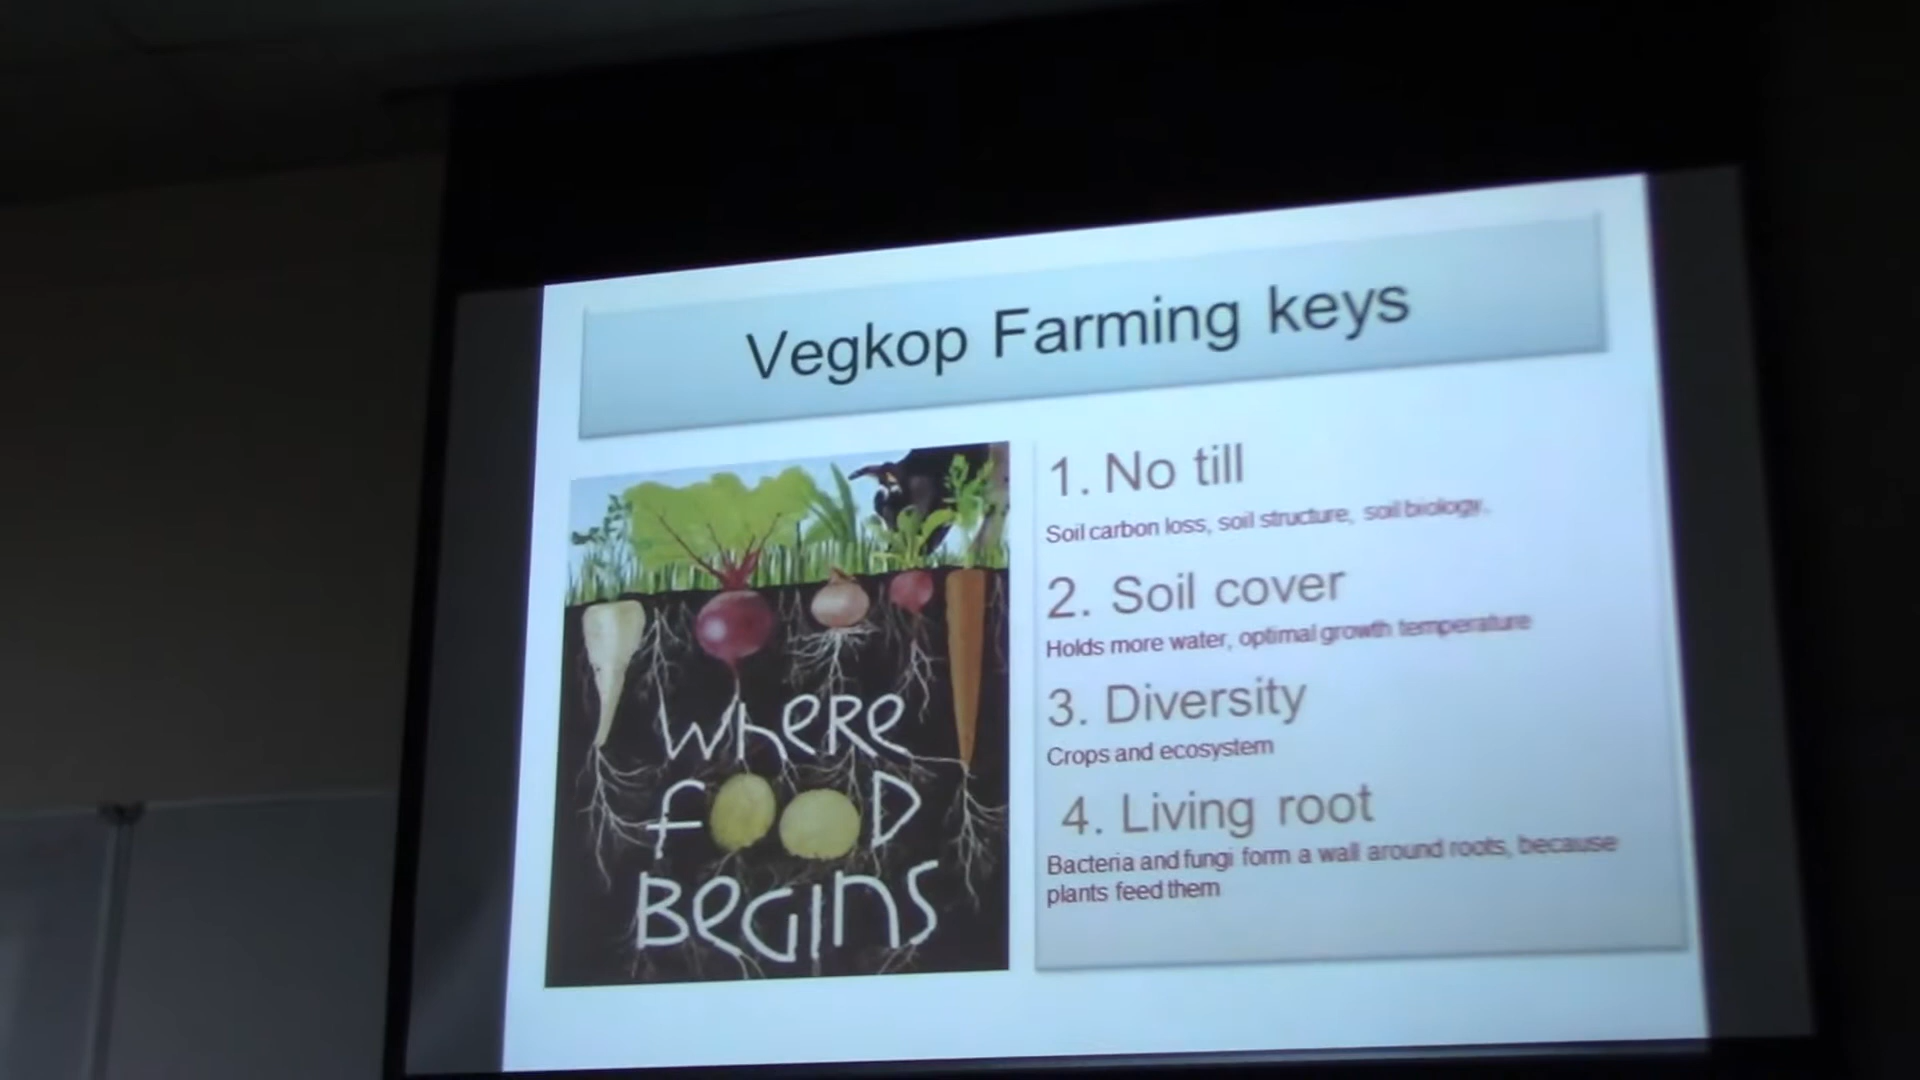 Vegkop Farming keys
where
fOOD
BEGINS
1. No till
Soil carbon loss, soil structure, soil biology.
2. Soil cover
Holds more water, optimal growth temperature
3. Diversity
Crops and ecosystem
4. Living root
Bacteria and fungi form a wall around roots, because
plants feed them